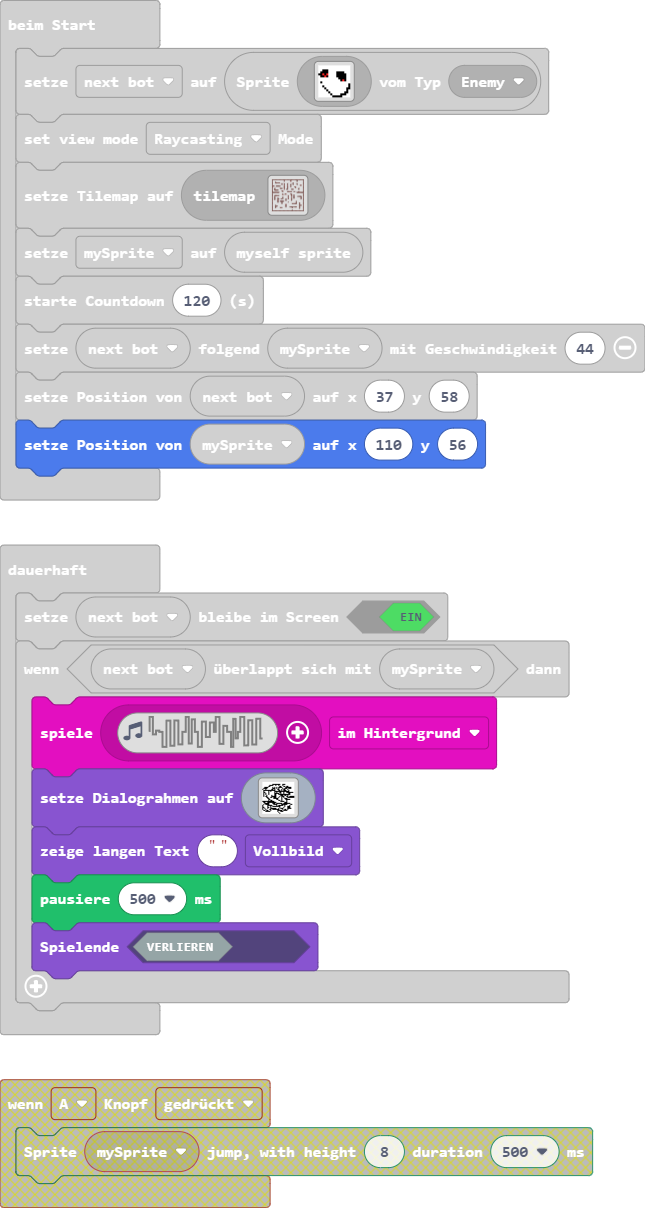 beim Start
setze next bot auf Sprite vom Typ Enemy
set view mode Raycasting Mode
setze Tilemap auf tilemap
setze mySprite auf myself sprite
starte Countdown 120 (s)
setze next bot folgend mySprite mit Geschwindigkeit 44
setze Position von next bot auf x 37 y 58
setze Position von mySprite auf x 110 y 56
dauerhaft
setze next bot bleibe im Screen EIN
wenn next bot überlappt sich mit mySprite dann
spiele im Hintergrund
setze Dialograhmen auf
zeige langen Text " " Vollbild
pausiere 500 ms
Spielende VERLIEREN
wenn A Knopf gedrückt
Sprite mySprite jump, with height 8 duration 500 ms